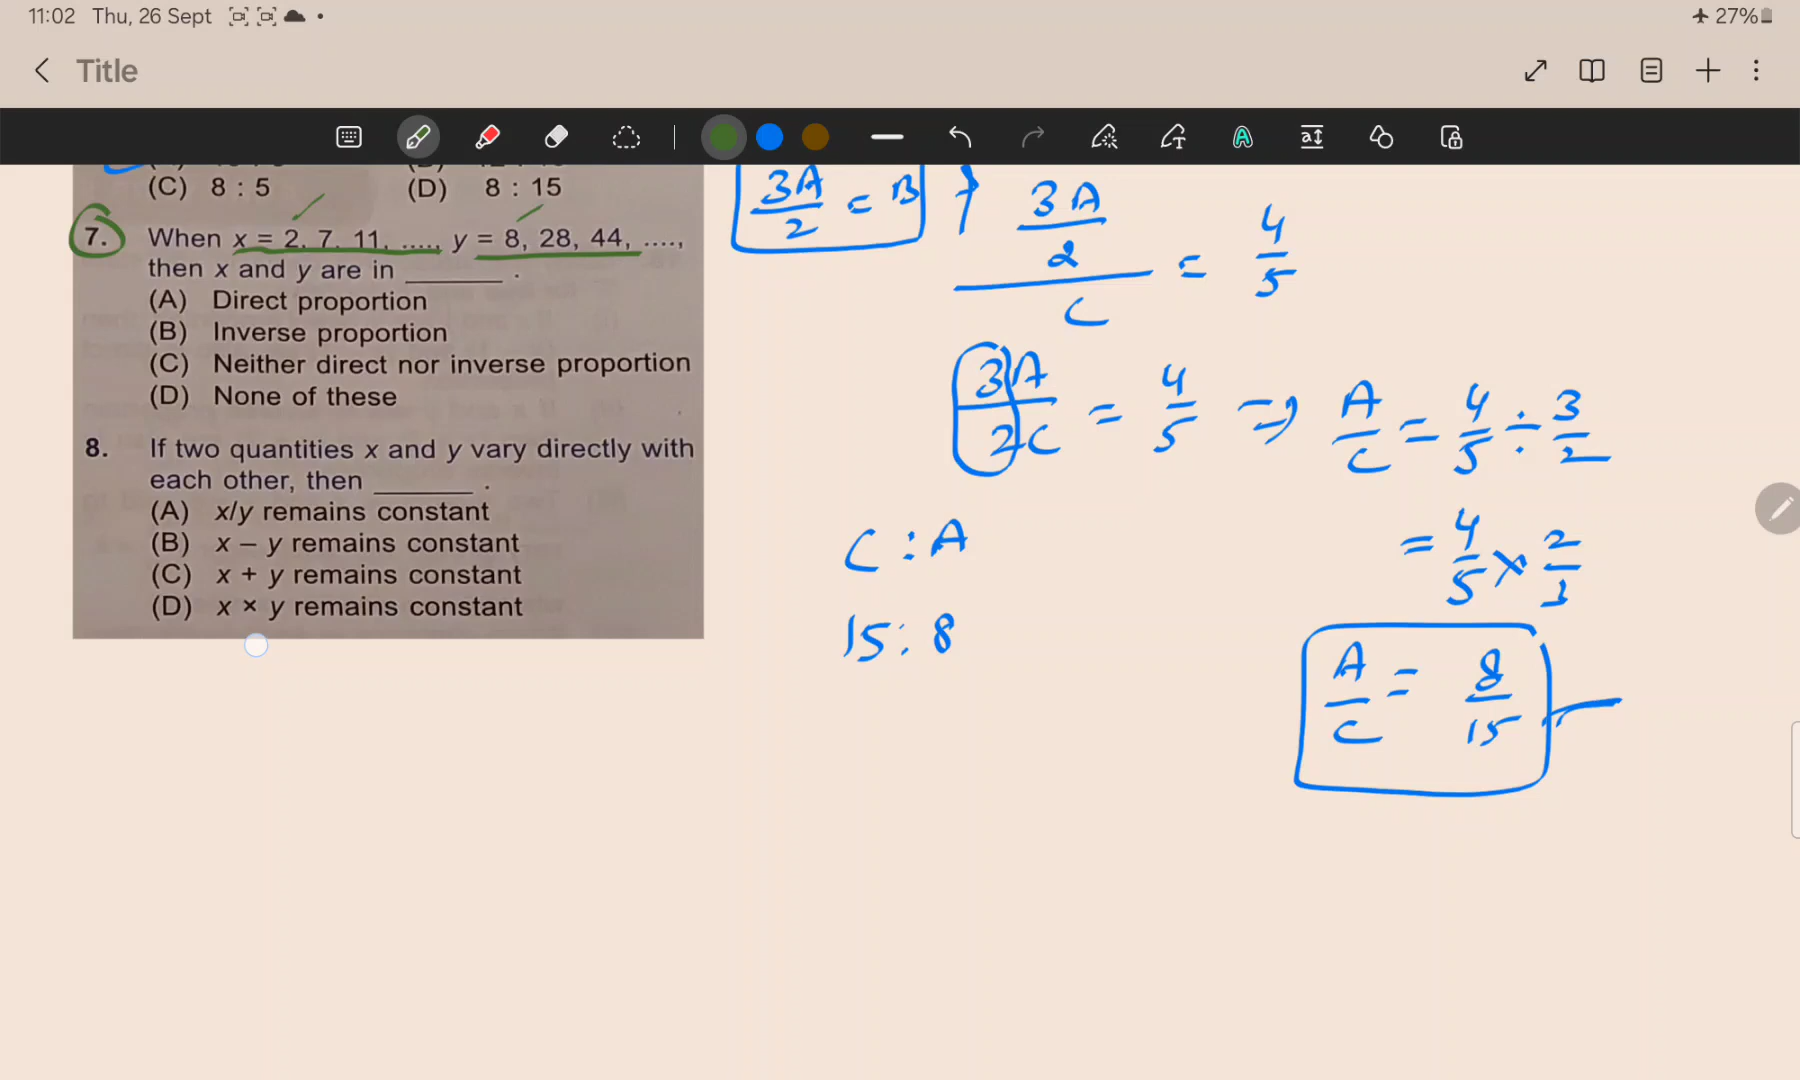 11:02 Thu, 26 Sept
27%
Title
(C) 8 : 5 (D) 8 : 15
7. When x = 2, 7, 11, ...., y = 8, 28, 44, ....,
then x and y are in ______ .
(A) Direct proportion
(B) Inverse proportion
(C) Neither direct nor inverse proportion
(D) None of these
8. If two quantities x and y vary directly with
each other, then ______ .
(A) x/y remains constant
(B) x – y remains constant
(C) x + y remains constant
(D) x × y remains constant
3A/2 = B
3A/2 / C = 4/5
3A/2C = 4/5 ⇒ A/C = 4/5 ÷ 3/2
= 4/5 × 2/3
C : A
15 : 8
A/C = 8/15